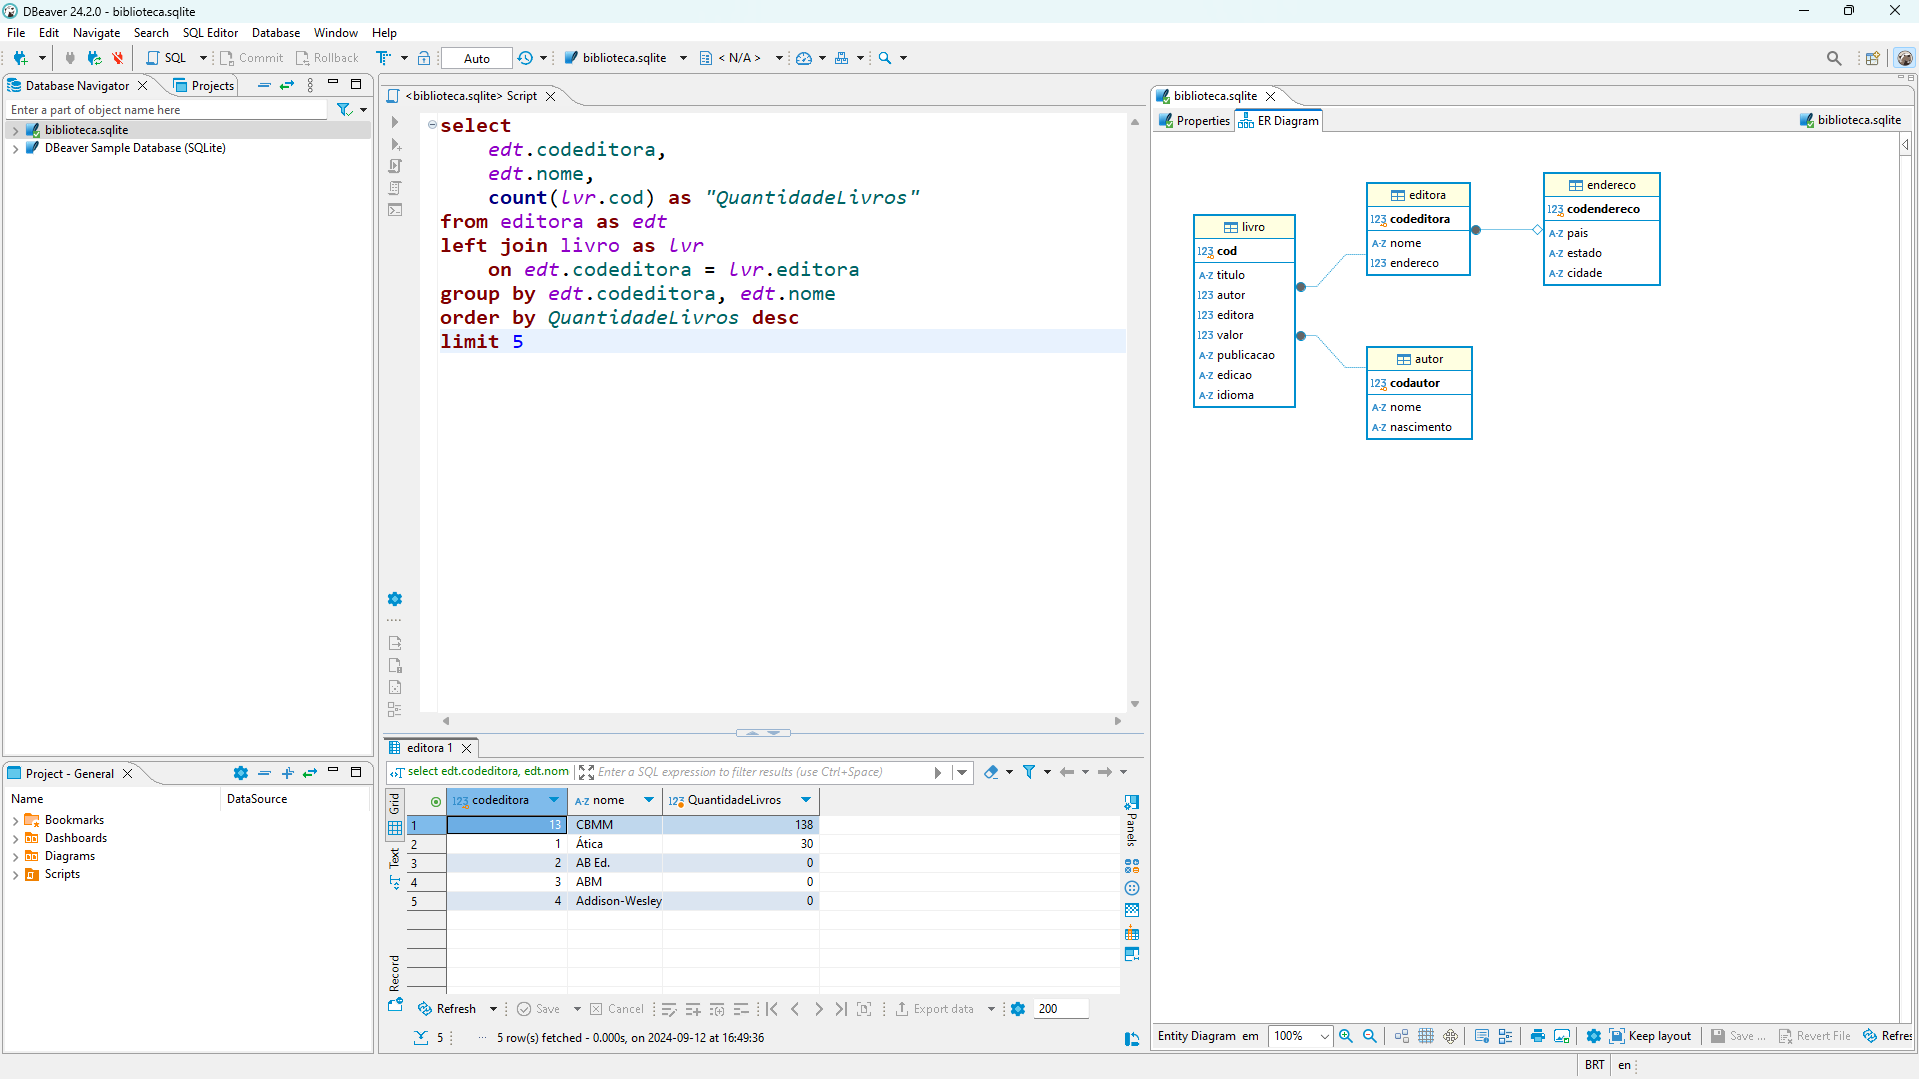 DBeaver 24.2.0 - biblioteca.sqlite
File Edit Navigate Search SQL Editor Database Window Help
SQL Commit Rollback Auto biblioteca.sqlite < N/A >
Database Navigator Projects
Enter a part of object name here
biblioteca.sqlite
DBeaver Sample Database (SQLite)
Project - General
Name DataSource
Bookmarks
Dashboards
Diagrams
Scripts
<biblioteca.sqlite> Script
select
edt.codeditora,
edt.nome,
count(lvr.cod) as "QuantidadeLivros"
from editora as edt
left join livro as lvr
on edt.codeditora = lvr.editora
group by edt.codeditora, edt.nome
order by QuantidadeLivros desc
limit 5
editora 1
select edt.codeditora, edt.nom Enter a SQL expression to filter results (use Ctrl+Space)
Grid
Text
Record
123 codeditora A-Z nome 123 QuantidadeLivros
1 13 CBMM 138
2 1 Ática 30
3 2 AB Ed. 0
4 3 ABM 0
5 4 Addison-Wesley 0
Panels
Refresh Save Cancel Export data 200
5 5 row(s) fetched - 0.000s, on 2024-09-12 at 16:49:36
biblioteca.sqlite
Properties ER Diagram biblioteca.sqlite
livro
123 cod
A-Z titulo
123 autor
123 editora
123 valor
A-Z publicacao
A-Z edicao
A-Z idioma
editora
123 codeditora
A-Z nome
123 endereco
endereco
123 codendereco
A-Z pais
A-Z estado
A-Z cidade
autor
123 codautor
A-Z nome
A-Z nascimento
Entity Diagram em 100% Keep layout Save ... Revert File Refres
BRT en